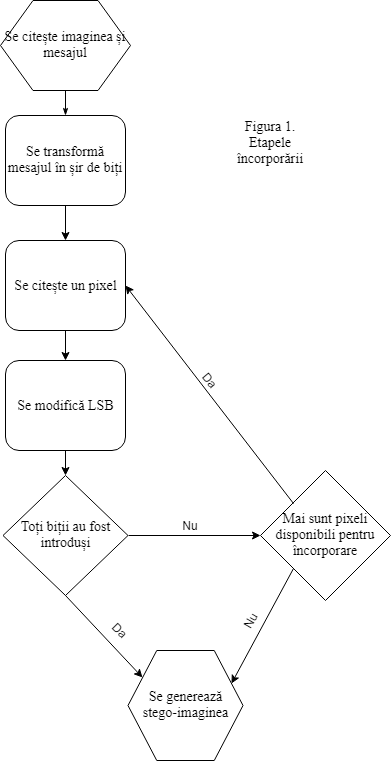 Se citește imaginea și
mesajul
Figura 1.
Etapele
încorporării
Se transformă
mesajul în șir de biți
Se citește un pixel
Da
Se modifică LSB
Toți biții au fost
introduși
Nu
Mai sunt pixeli
disponibili pentru
încorporare
Da
Nu
Se generează
stego-imaginea